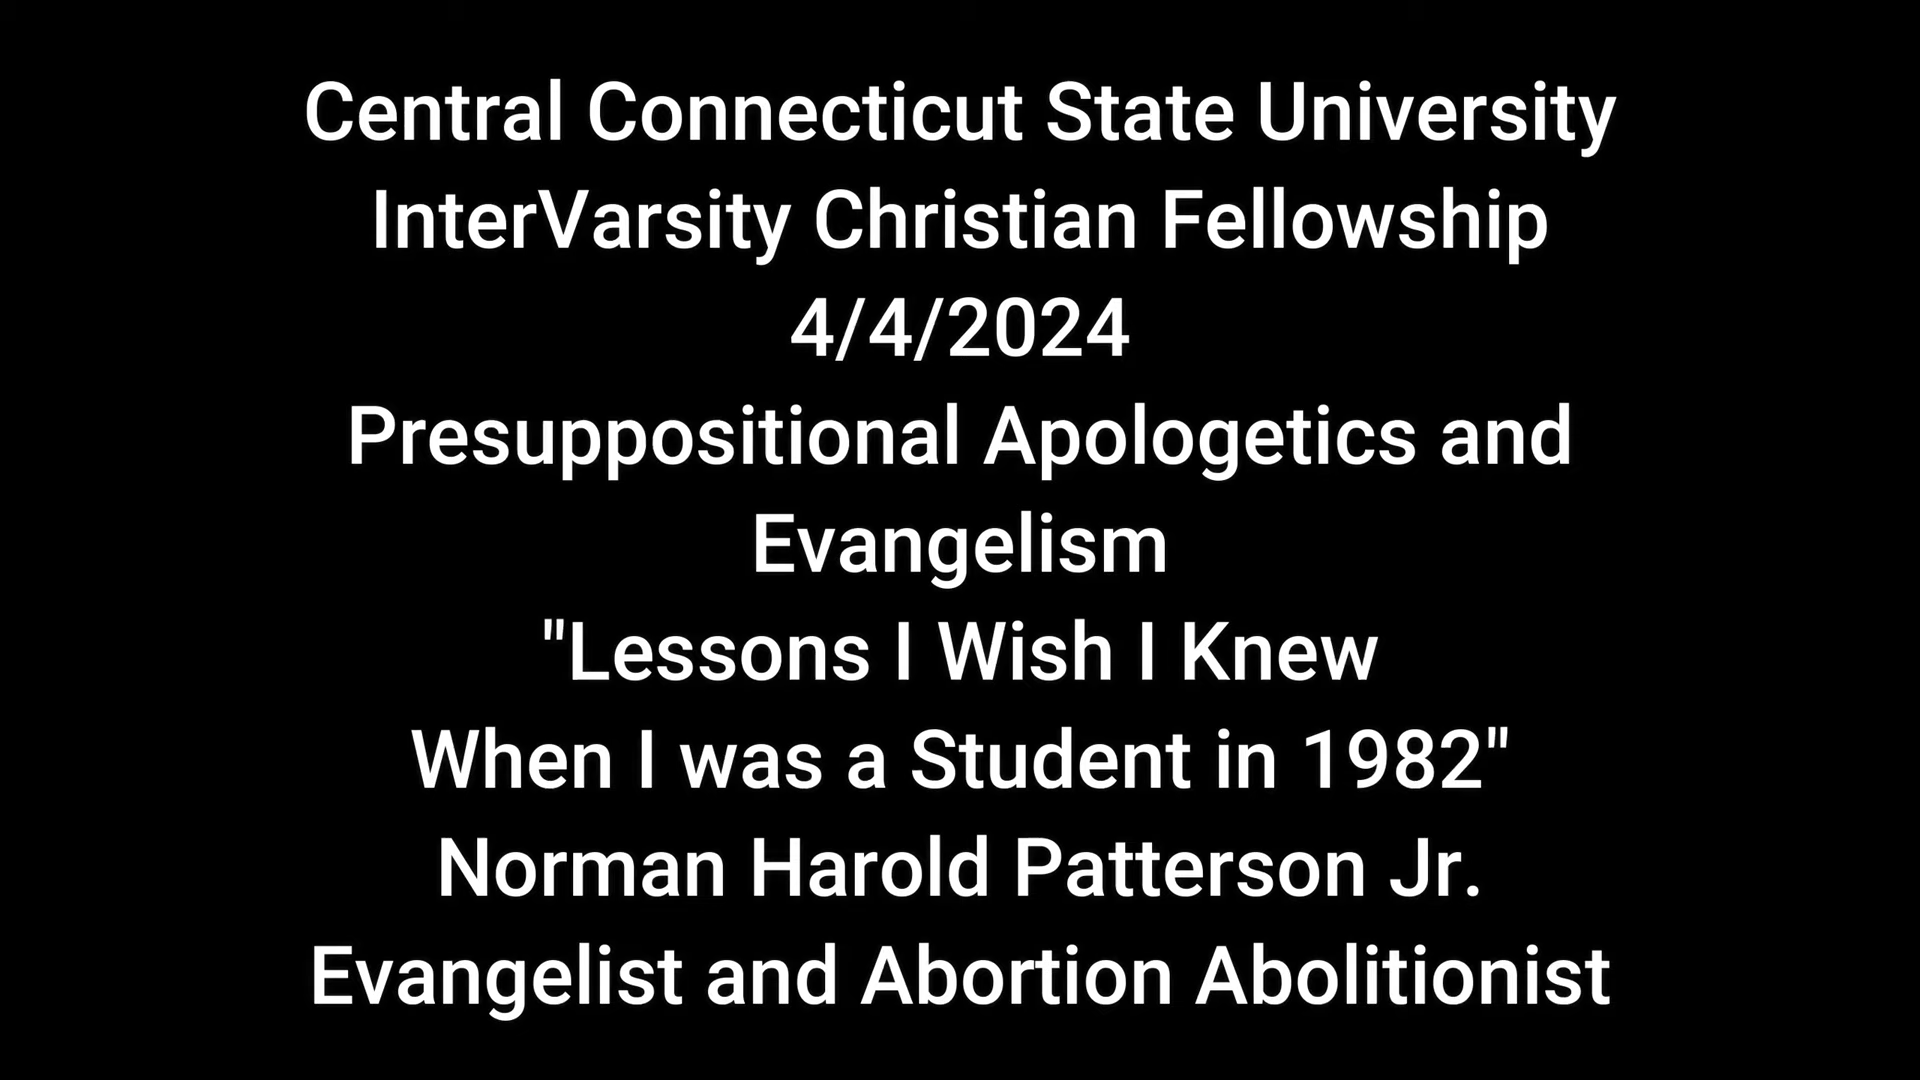 Central Connecticut State University
InterVarsity Christian Fellowship
4/4/2024
Presuppositional Apologetics and
Evangelism
"Lessons I Wish I Knew
When I was a Student in 1982"
Norman Harold Patterson Jr.
Evangelist and Abortion Abolitionist